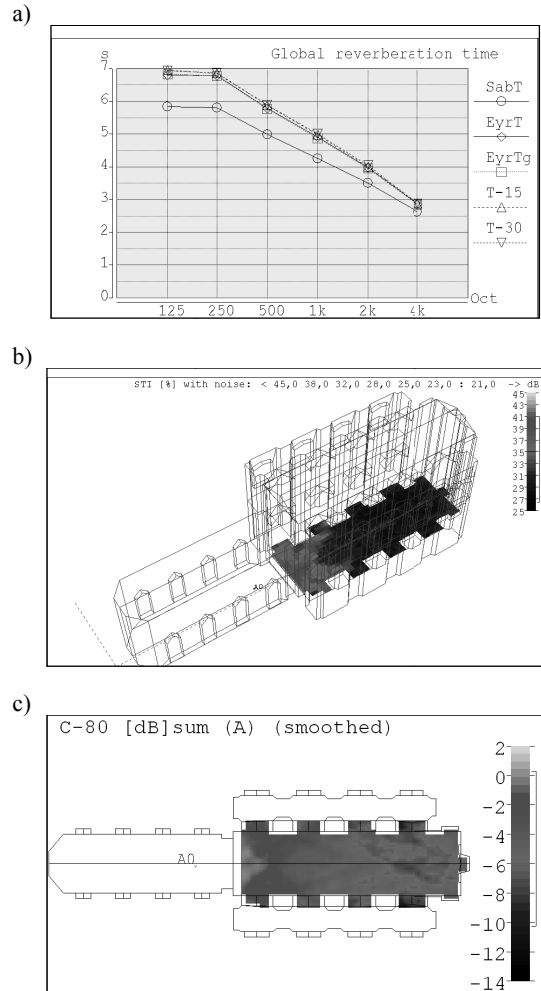 a)
s
Global reverberation time
7
6
5
4
3
2
1
0
125 250 500 1k 2k 4k
Oct
SabT
EyrT
EyrTg
T-15
T-30
b)
STI [%] with noise: < 45,0 38,0 32,0 28,0 25,0 23,0 : 21,0 -> dB
45
43
41
39
37
35
33
31
29
27
25
A0
c)
C-80 [dB]sum (A) (smoothed)
A0
2
0
-2
-4
-6
-8
-10
-12
-14